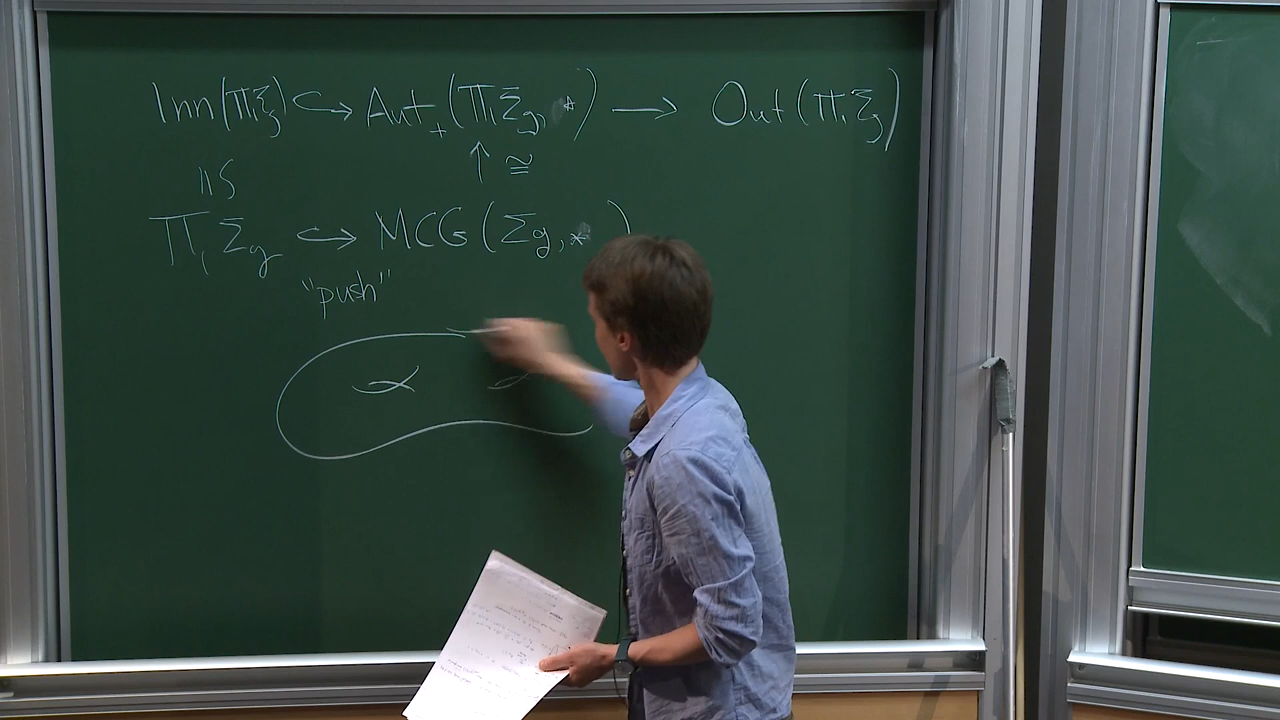 Inn(π₁Σg) ↪ Aut₊(π₁Σg, *) → Out(π₁Σg)
≅ ↑ ≅
π₁Σg ↪ MCG(Σg, *)
"push"